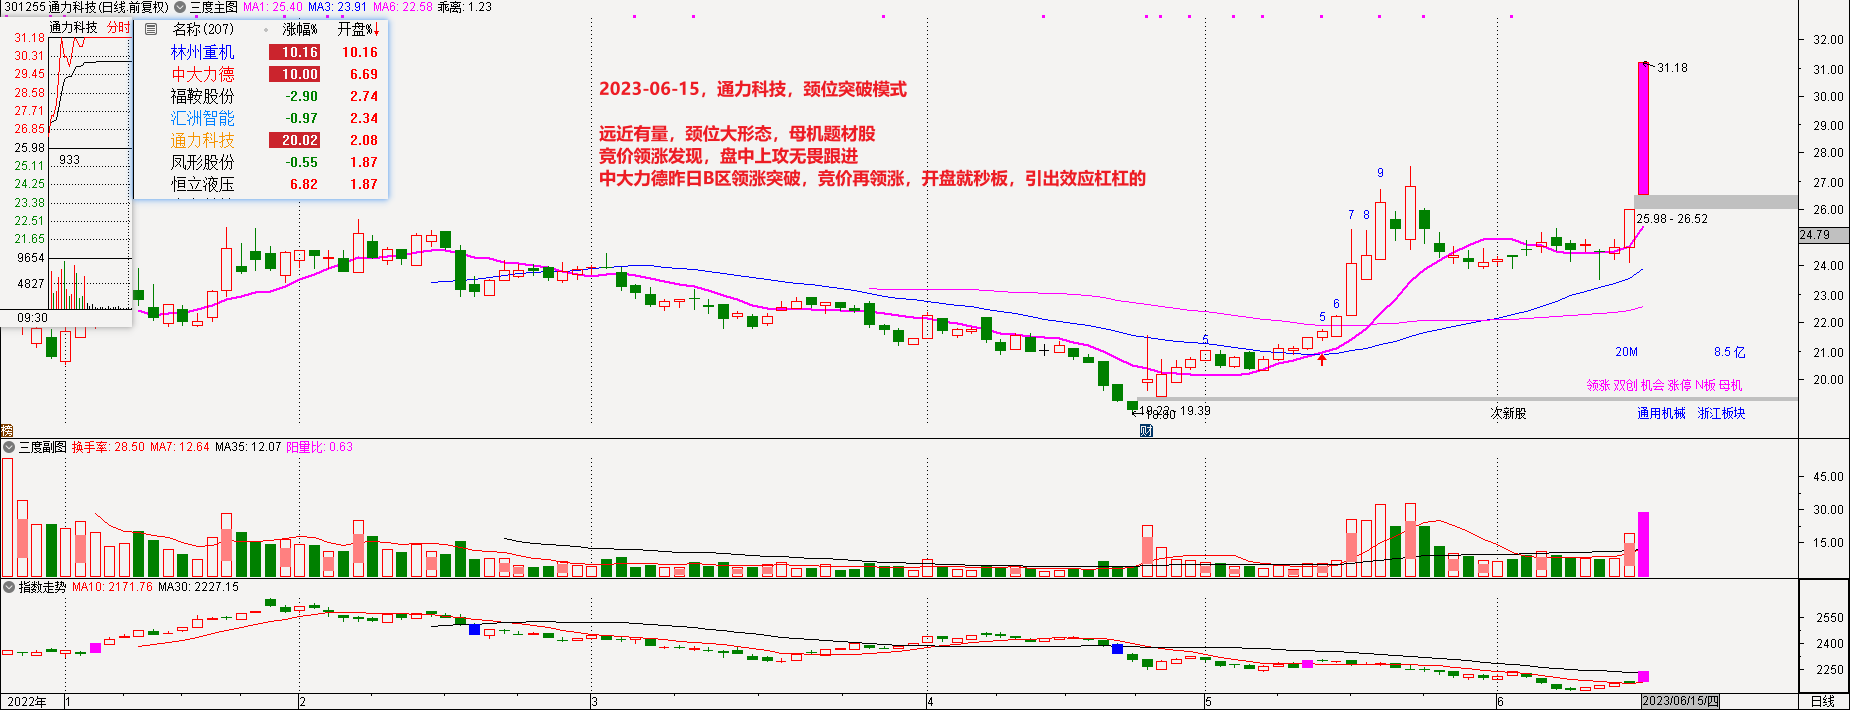 301255 通力科技(日线.前复权) 三度主图 MA1: 25.40 MA3: 23.91 MA6: 22.58 乖离: 1.23
通力科技 分时
31.18
30.31
29.45
28.58
27.71
26.85
25.98
933
25.11
24.25
23.38
22.51
21.65
9654
4827
09:30
名称(207) 涨幅% 开盘%↓
林州重机 10.16 10.16
中大力德 10.00 6.69
福鞍股份 -2.90 2.74
汇洲智能 -0.97 2.34
通力科技 20.02 2.08
凤形股份 -0.55 1.87
恒立液压 6.82 1.87
2023-06-15，通力科技，颈位突破模式
远近有量，颈位大形态，母机题材股
竞价领涨发现，盘中上攻无畏跟进
中大力德昨日B区领涨突破，竞价再领涨，开盘就秒板，引出效应杠杠的
31.18
25.98 - 26.52
5
5
6
7
8
9
19.39
18.80
20M 8.5 亿
领涨 双创 机会 涨停 N板 母机
次新股 通用机械 浙江板块
榜
财
32.00
31.00
30.00
29.00
28.00
27.00
26.00
24.79
24.00
23.00
22.00
21.00
20.00
三度副图 换手率: 28.50 MA7: 12.64 MA35: 12.07 阳量比: 0.63
45.00
30.00
15.00
指数走势 MA10: 2171.76 MA30: 2227.15
2550
2400
2250
2022年 1 2 3 4 5 6 2023/06/15/四 日线